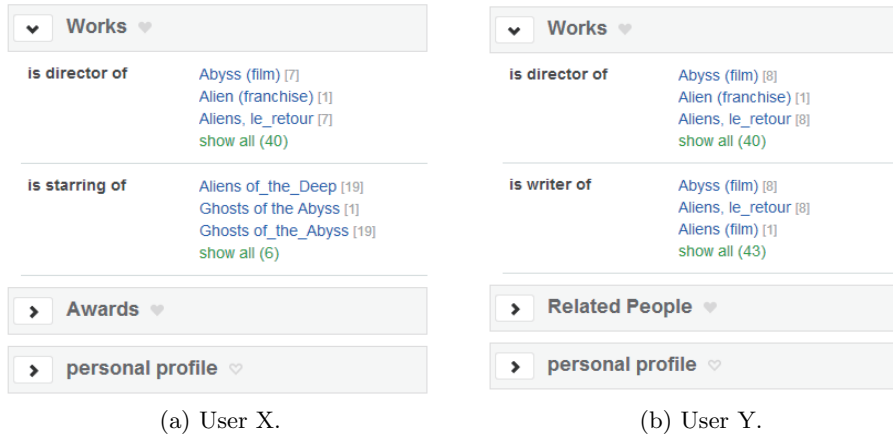 Works
is director of
Abyss (film) [7]
Alien (franchise) [1]
Aliens, le_retour [7]
show all (40)
is starring of
Aliens of_the_Deep [19]
Ghosts of the Abyss [1]
Ghosts of_the_Abyss [19]
show all (6)
Awards
personal profile
(a) User X.
Works
is director of
Abyss (film) [8]
Alien (franchise) [1]
Aliens, le_retour [8]
show all (40)
is writer of
Abyss (film) [8]
Aliens, le_retour [8]
Aliens (film) [1]
show all (43)
Related People
personal profile
(b) User Y.